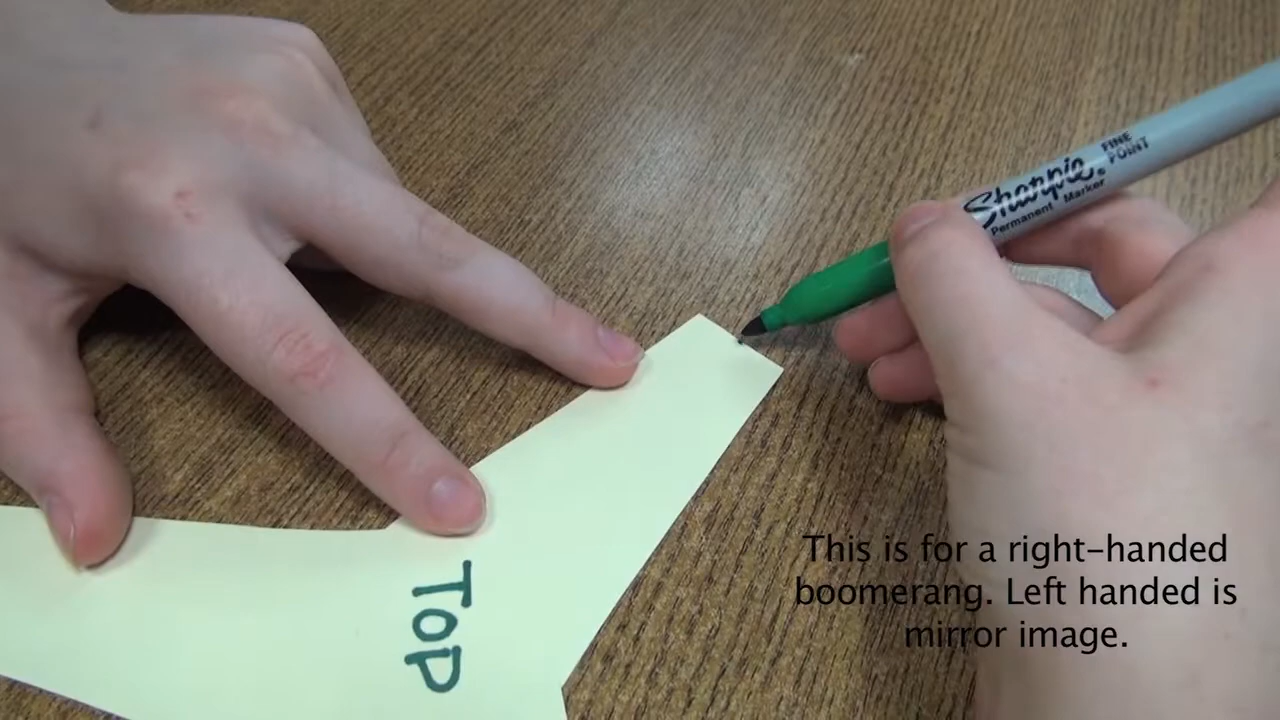 Sharpie® FINE
POINT
Permanent Marker
TOP
This is for a right-handed
boomerang. Left handed is
mirror image.